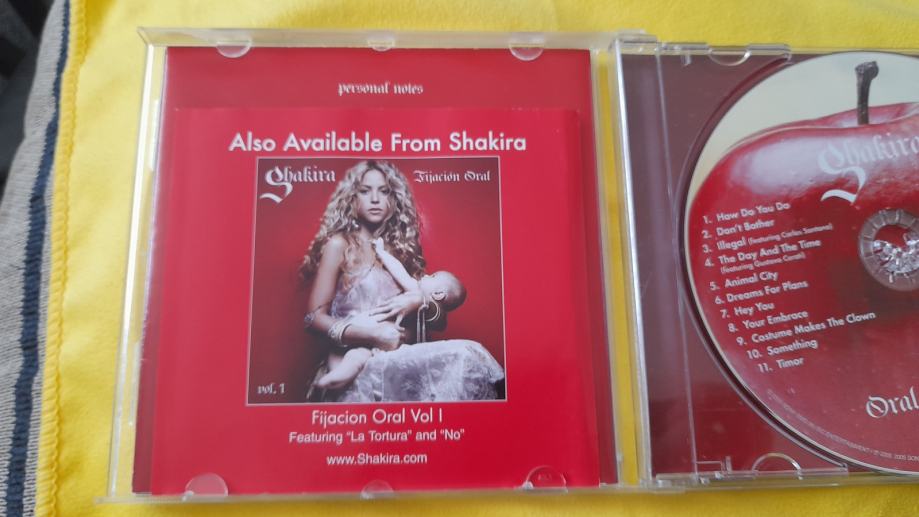 personal notes
Also Available From Shakira
Shakira
Fijación Oral
vol. 1
Fijacion Oral Vol I
Featuring "La Tortura" and "No"
www.Shakira.com
Shakira
1. How Do You Do
2. Don't Bother
3. Illegal (featuring Carlos Santana)
4. The Day And The Time
(featuring Gustavo Cerati)
5. Animal City
6. Dreams For Plans
7. Hey You
8. Your Embrace
9. Costume Makes The Clown
10. Something
11. Timor
Oral